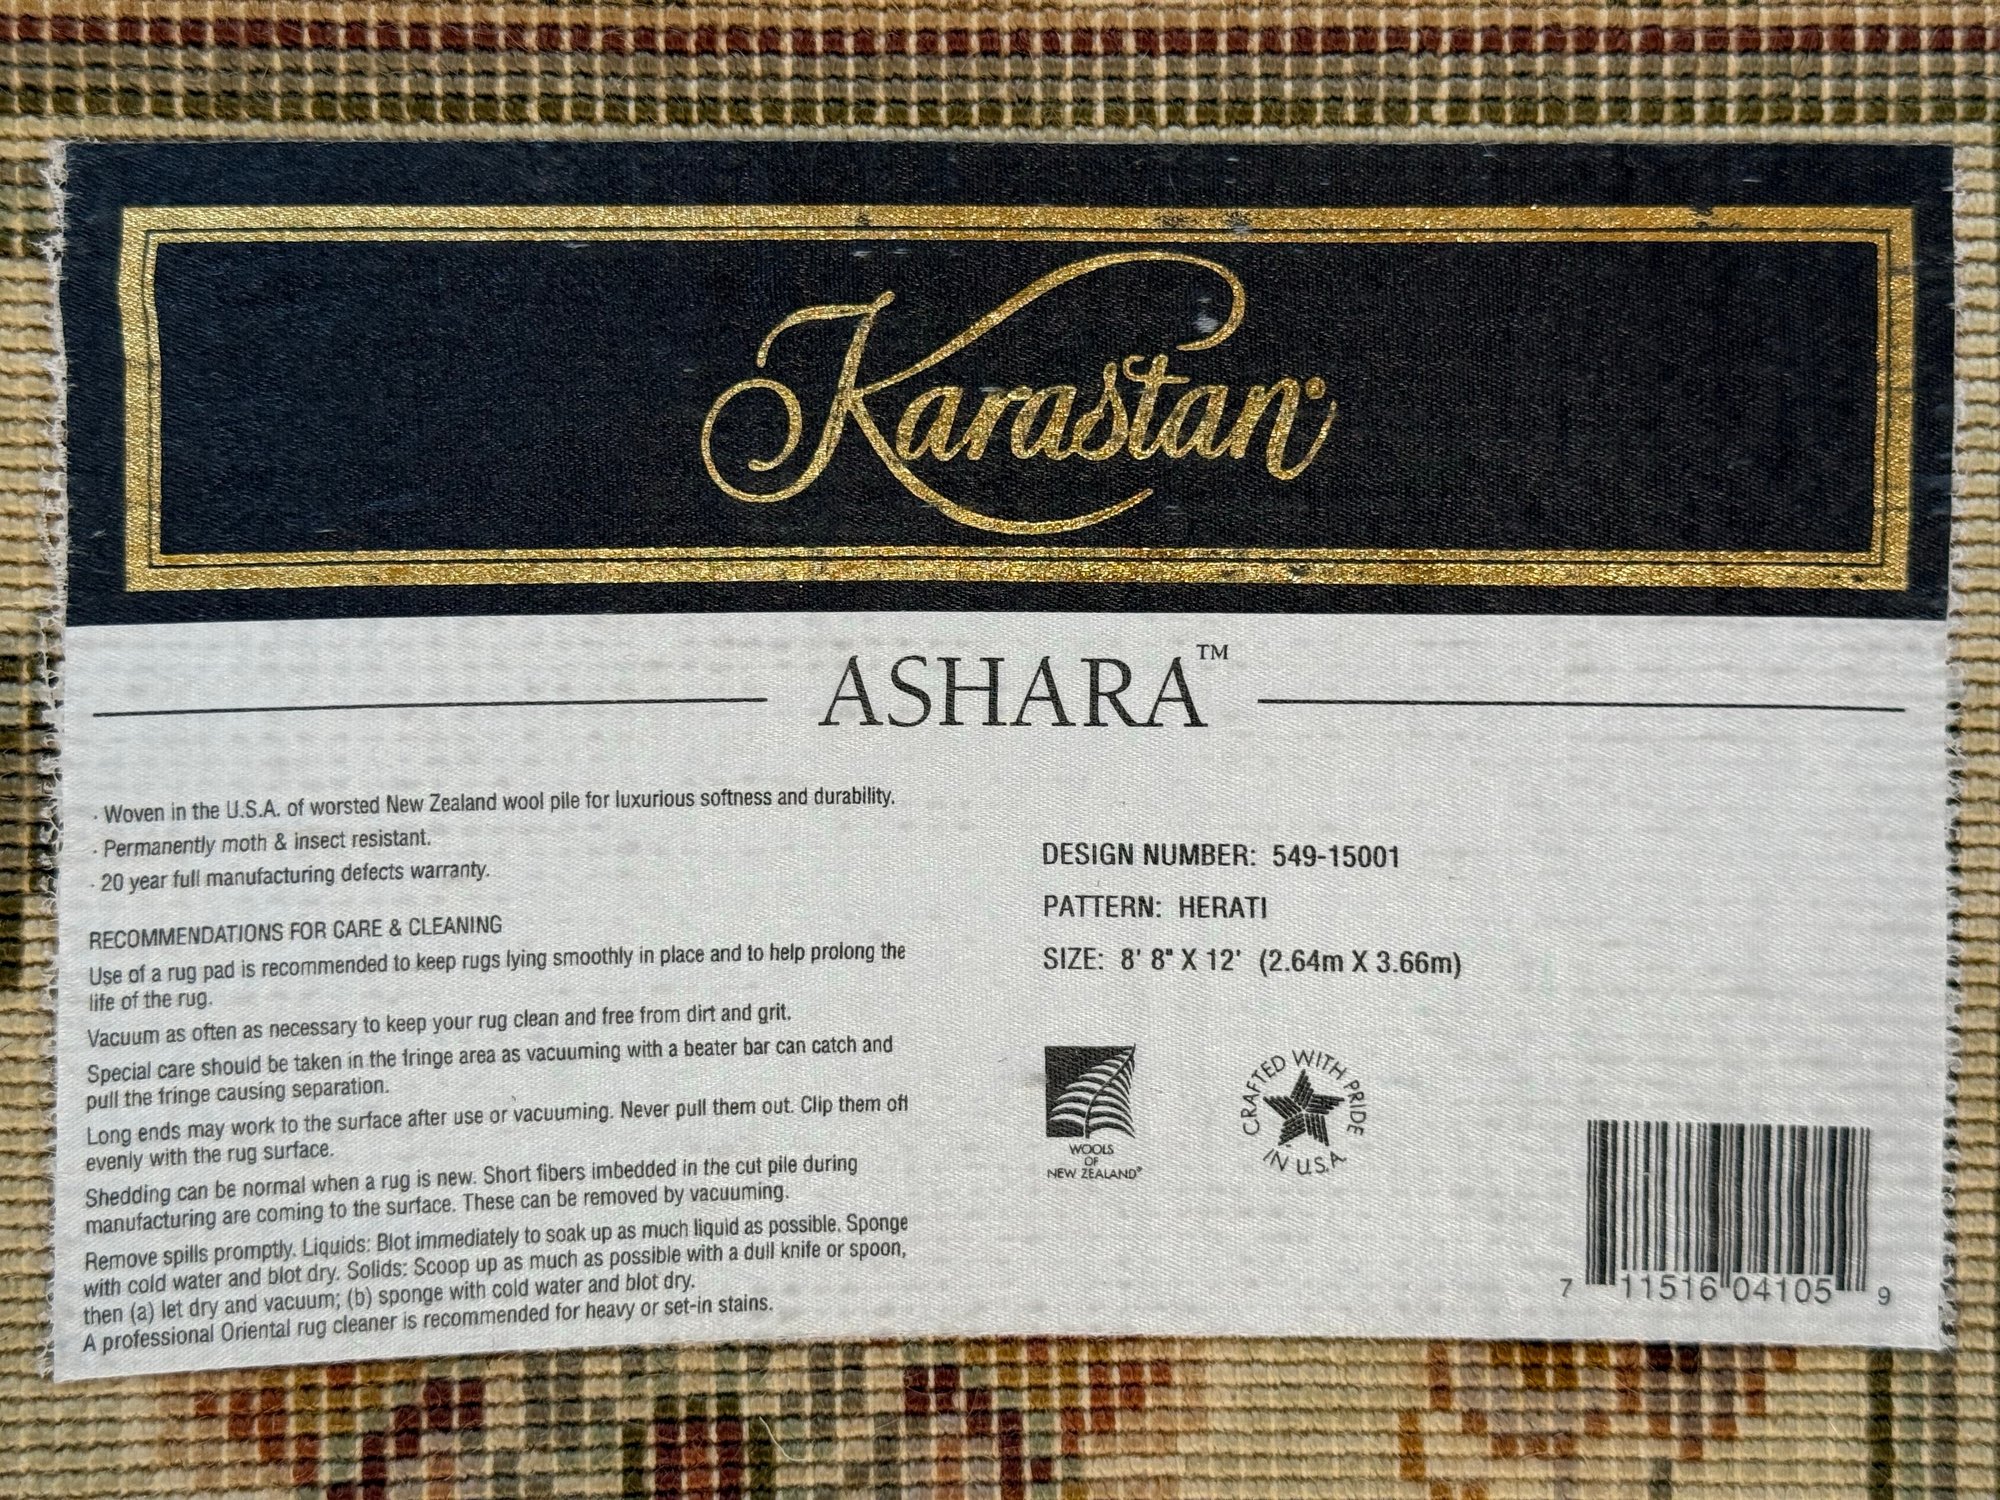 Karastan®
ASHARA™
· Woven in the U.S.A. of worsted New Zealand wool pile for luxurious softness and durability.
· Permanently moth & insect resistant.
· 20 year full manufacturing defects warranty.
RECOMMENDATIONS FOR CARE & CLEANING
Use of a rug pad is recommended to keep rugs lying smoothly in place and to help prolong the
life of the rug.
Vacuum as often as necessary to keep your rug clean and free from dirt and grit.
Special care should be taken in the fringe area as vacuuming with a beater bar can catch and
pull the fringe causing separation.
Long ends may work to the surface after use or vacuuming. Never pull them out. Clip them off
evenly with the rug surface.
Shedding can be normal when a rug is new. Short fibers imbedded in the cut pile during
manufacturing are coming to the surface. These can be removed by vacuuming.
Remove spills promptly. Liquids: Blot immediately to soak up as much liquid as possible. Sponge
with cold water and blot dry. Solids: Scoop up as much as possible with a dull knife or spoon,
then (a) let dry and vacuum; (b) sponge with cold water and blot dry.
A professional Oriental rug cleaner is recommended for heavy or set-in stains.
DESIGN NUMBER: 549-15001
PATTERN: HERATI
SIZE: 8' 8" X 12' (2.64m X 3.66m)
WOOLS
OF
NEW ZEALAND®
CRAFTED WITH PRIDE
IN U.S.A.
7 11516 04105 9